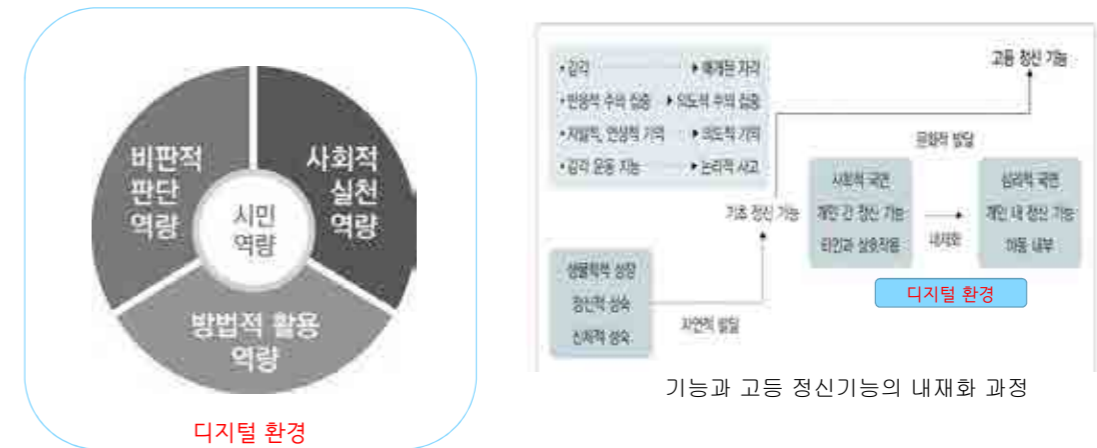 비판적
판단
역량
사회적
실천
역량
시민
역량
방법적 활용
역량
디지털 환경
•감각 ▶매개된 자각
•반응적 주의 집중 ▶의도적 주의 집중
•자발적, 연상적 기억 ▶의도적 기억
•감각 운동 지능 ▶논리적 사고
고등 정신 기능
문화적 발달
기초 정신 기능
사회적 국면
개인 간 정신 기능
타인과 상호작용
내재화
심리적 국면
개인 내 정신 기능
아동 내부
디지털 환경
생물학적 성장
정신적 성숙
신체적 성숙
자연적 발달
기능과 고등 정신기능의 내재화 과정